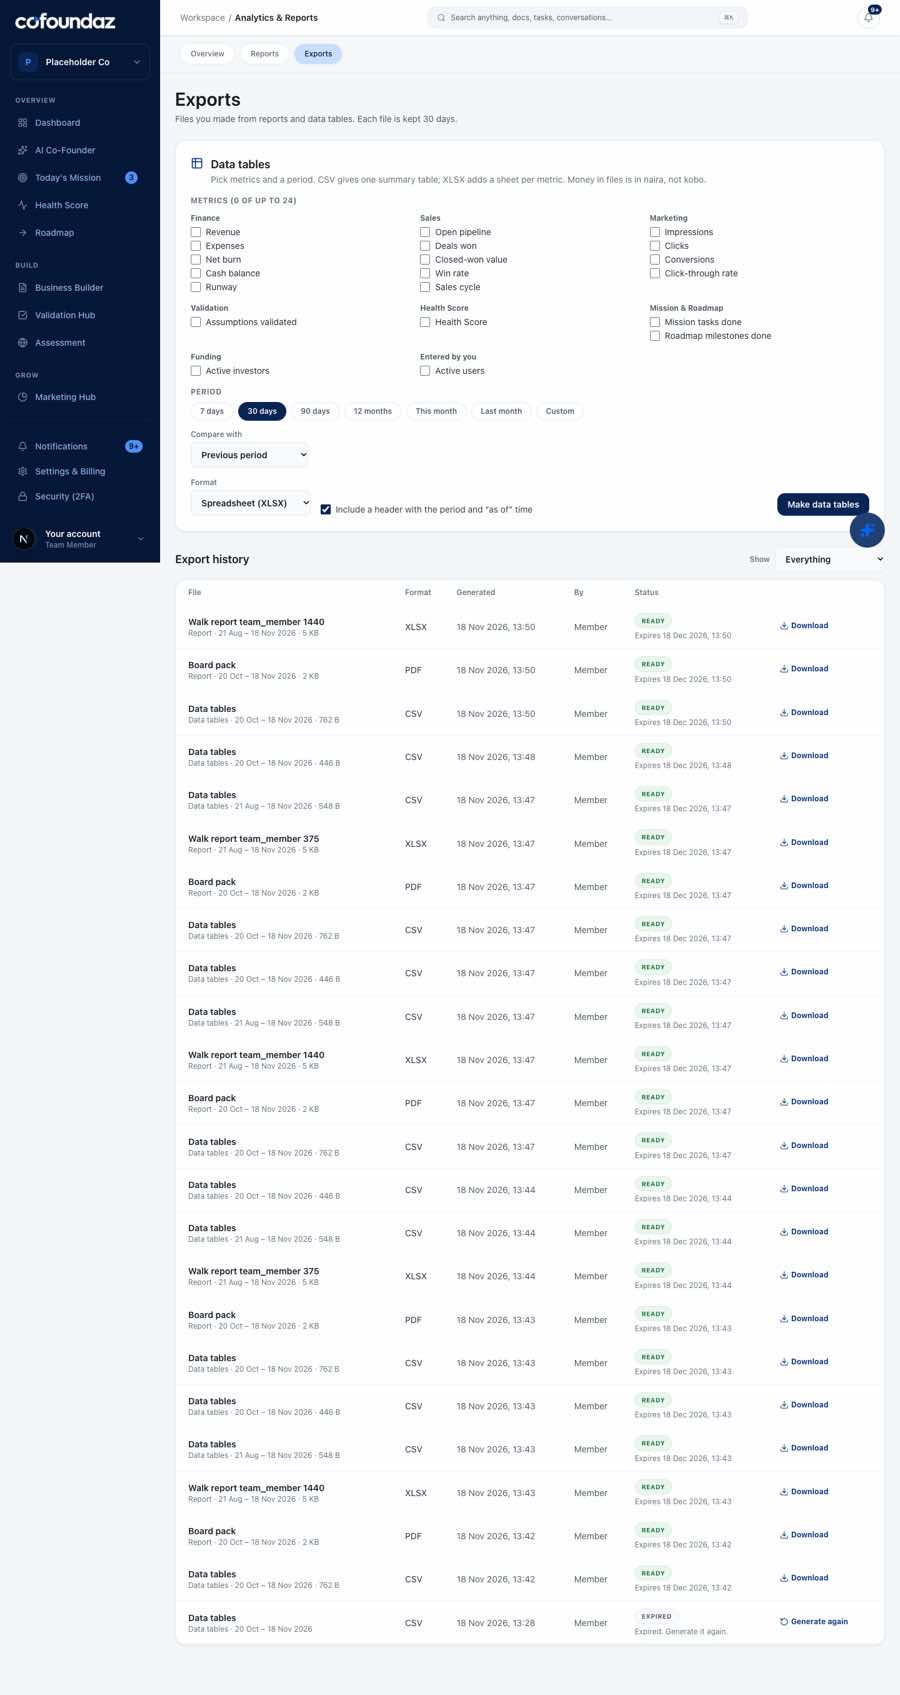 cofoundaz
P
Placeholder Co
OVERVIEW
Dashboard
AI Co-Founder
Today's Mission
3
Health Score
Roadmap
BUILD
Business Builder
Validation Hub
Assessment
GROW
Marketing Hub
Notifications
9+
Settings & Billing
Security (2FA)
N
Your account
Team Member
Workspace / Analytics & Reports
Search anything, docs, tasks, conversations...
⌘K
9+
Overview
Reports
Exports
Exports
Files you made from reports and data tables. Each file is kept 30 days.
Data tables
Pick metrics and a period. CSV gives one summary table; XLSX adds a sheet per metric. Money in files is in naira, not kobo.
METRICS (0 OF UP TO 24)
Finance
Revenue
Expenses
Net burn
Cash balance
Runway
Sales
Open pipeline
Deals won
Closed-won value
Win rate
Sales cycle
Marketing
Impressions
Clicks
Conversions
Click-through rate
Validation
Assumptions validated
Health Score
Health Score
Mission & Roadmap
Mission tasks done
Roadmap milestones done
Funding
Active investors
Entered by you
Active users
PERIOD
7 days
30 days
90 days
12 months
This month
Last month
Custom
Compare with
Previous period
Format
Spreadsheet (XLSX)
Include a header with the period and "as of" time
Make data tables
Export history
Show
Everything
File Format Generated By Status
Walk report team_member 1440 XLSX 18 Nov 2026, 13:50 Member READY Download
Report · 21 Aug – 18 Nov 2026 · 5 KB Expires 18 Dec 2026, 13:50
Board pack PDF 18 Nov 2026, 13:50 Member READY Download
Report · 20 Oct – 18 Nov 2026 · 2 KB Expires 18 Dec 2026, 13:50
Data tables CSV 18 Nov 2026, 13:50 Member READY Download
Data tables · 20 Oct – 18 Nov 2026 · 762 B Expires 18 Dec 2026, 13:50
Data tables CSV 18 Nov 2026, 13:48 Member READY Download
Data tables · 20 Oct – 18 Nov 2026 · 446 B Expires 18 Dec 2026, 13:48
Data tables CSV 18 Nov 2026, 13:47 Member READY Download
Data tables · 21 Aug – 18 Nov 2026 · 548 B Expires 18 Dec 2026, 13:47
Walk report team_member 375 XLSX 18 Nov 2026, 13:47 Member READY Download
Report · 21 Aug – 18 Nov 2026 · 5 KB Expires 18 Dec 2026, 13:47
Board pack PDF 18 Nov 2026, 13:47 Member READY Download
Report · 20 Oct – 18 Nov 2026 · 2 KB Expires 18 Dec 2026, 13:47
Data tables CSV 18 Nov 2026, 13:47 Member READY Download
Data tables · 20 Oct – 18 Nov 2026 · 762 B Expires 18 Dec 2026, 13:47
Data tables CSV 18 Nov 2026, 13:47 Member READY Download
Data tables · 20 Oct – 18 Nov 2026 · 446 B Expires 18 Dec 2026, 13:47
Data tables CSV 18 Nov 2026, 13:47 Member READY Download
Data tables · 21 Aug – 18 Nov 2026 · 548 B Expires 18 Dec 2026, 13:47
Walk report team_member 1440 XLSX 18 Nov 2026, 13:47 Member READY Download
Report · 21 Aug – 18 Nov 2026 · 5 KB Expires 18 Dec 2026, 13:47
Board pack PDF 18 Nov 2026, 13:47 Member READY Download
Report · 20 Oct – 18 Nov 2026 · 2 KB Expires 18 Dec 2026, 13:47
Data tables CSV 18 Nov 2026, 13:47 Member READY Download
Data tables · 20 Oct – 18 Nov 2026 · 762 B Expires 18 Dec 2026, 13:47
Data tables CSV 18 Nov 2026, 13:44 Member READY Download
Data tables · 20 Oct – 18 Nov 2026 · 446 B Expires 18 Dec 2026, 13:44
Data tables CSV 18 Nov 2026, 13:44 Member READY Download
Data tables · 21 Aug – 18 Nov 2026 · 548 B Expires 18 Dec 2026, 13:44
Walk report team_member 375 XLSX 18 Nov 2026, 13:44 Member READY Download
Report · 21 Aug – 18 Nov 2026 · 5 KB Expires 18 Dec 2026, 13:44
Board pack PDF 18 Nov 2026, 13:43 Member READY Download
Report · 20 Oct – 18 Nov 2026 · 2 KB Expires 18 Dec 2026, 13:43
Data tables CSV 18 Nov 2026, 13:43 Member READY Download
Data tables · 20 Oct – 18 Nov 2026 · 762 B Expires 18 Dec 2026, 13:43
Data tables CSV 18 Nov 2026, 13:43 Member READY Download
Data tables · 20 Oct – 18 Nov 2026 · 446 B Expires 18 Dec 2026, 13:43
Data tables CSV 18 Nov 2026, 13:43 Member READY Download
Data tables · 21 Aug – 18 Nov 2026 · 548 B Expires 18 Dec 2026, 13:43
Walk report team_member 1440 XLSX 18 Nov 2026, 13:43 Member READY Download
Report · 21 Aug – 18 Nov 2026 · 5 KB Expires 18 Dec 2026, 13:43
Board pack PDF 18 Nov 2026, 13:42 Member READY Download
Report · 20 Oct – 18 Nov 2026 · 2 KB Expires 18 Dec 2026, 13:42
Data tables CSV 18 Nov 2026, 13:42 Member READY Download
Data tables · 20 Oct – 18 Nov 2026 · 762 B Expires 18 Dec 2026, 13:42
Data tables CSV 18 Nov 2026, 13:28 Member EXPIRED Generate again
Data tables · 20 Oct – 18 Nov 2026 Expired. Generate it again.